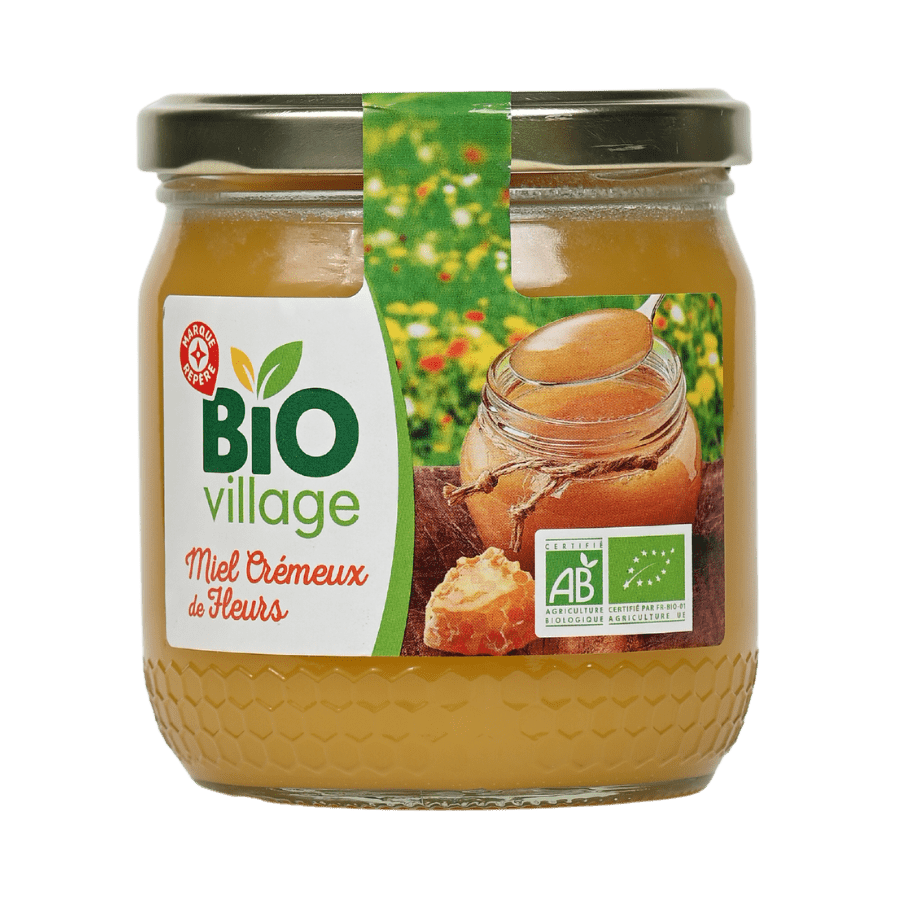 MARQUE
REPÈRE
BiO
village
Miel Crémeux
de Fleurs
CERTIFIÉ
AB
AGRICULTURE
BIOLOGIQUE
CERTIFIÉ PAR FR-BIO-01
AGRICULTURE UE